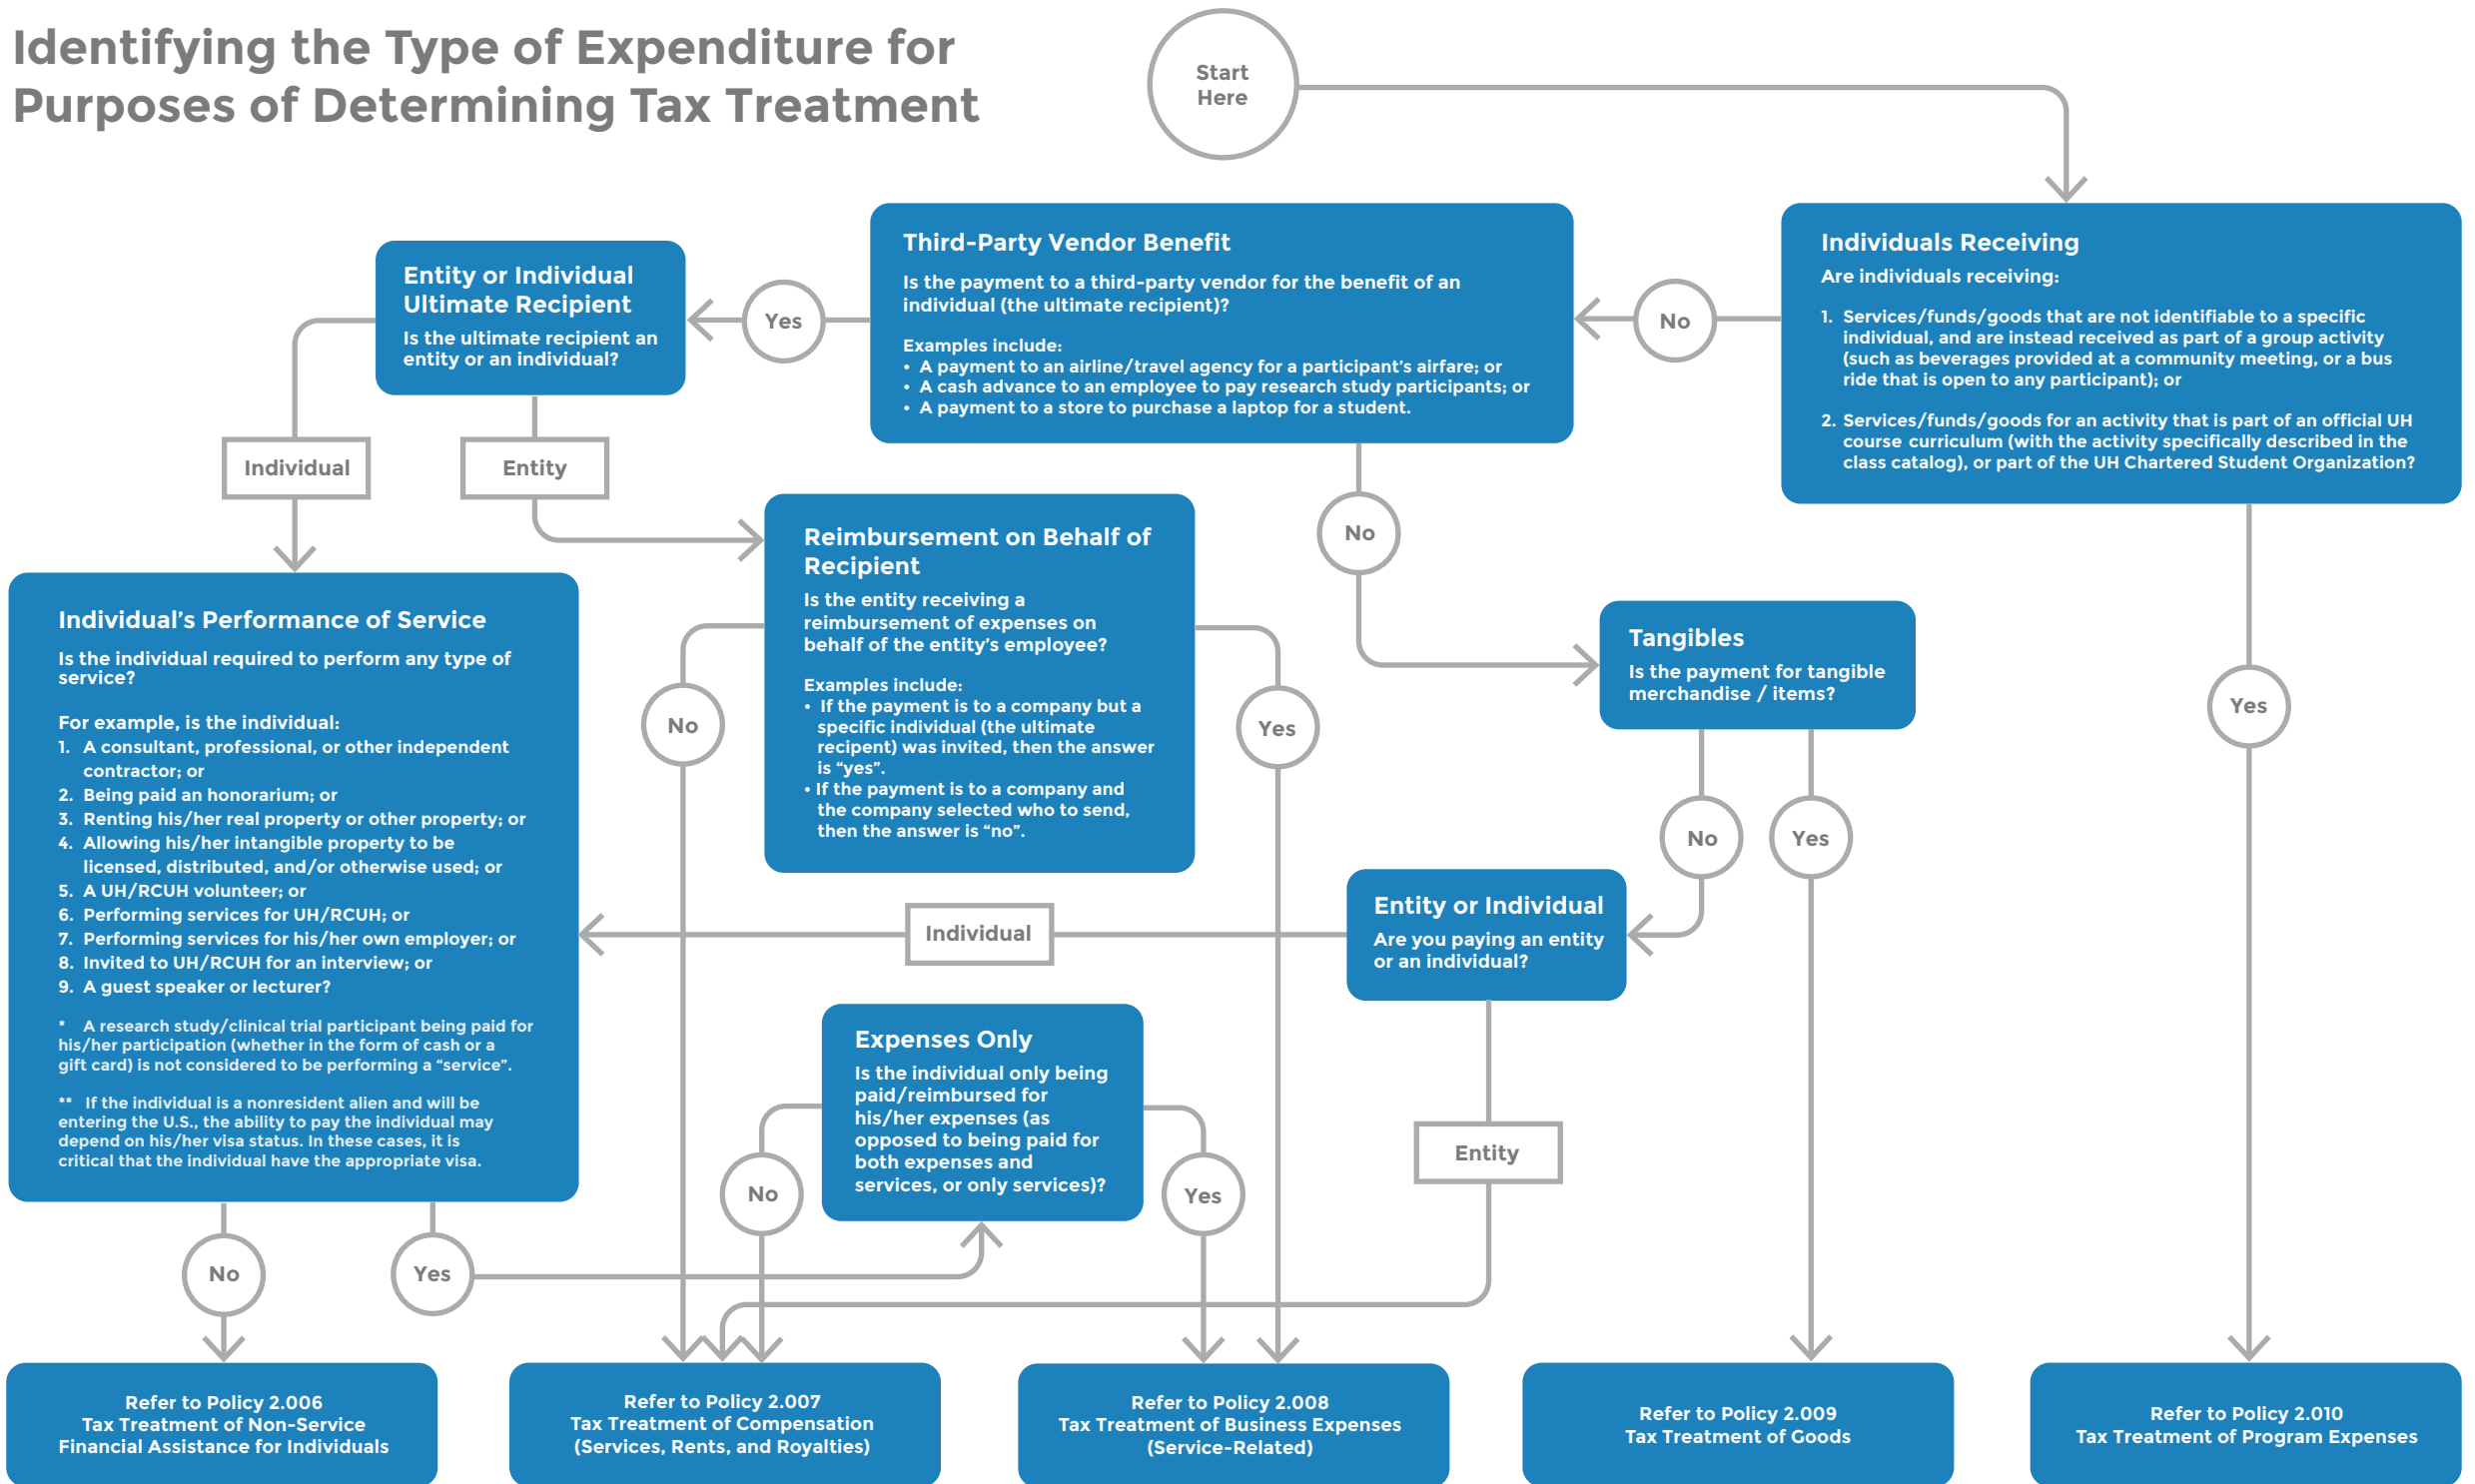 Identifying the Type of Expenditure for
Purposes of Determining Tax Treatment
Start
Here
Individuals Receiving
Are individuals receiving:
1. Services/funds/goods that are not identifiable to a specific
individual, and are instead received as part of a group activity
(such as beverages provided at a community meeting, or a bus
ride that is open to any participant); or
2. Services/funds/goods for an activity that is part of an official UH
course curriculum (with the activity specifically described in the
class catalog), or part of the UH Chartered Student Organization?
No
Yes
Third-Party Vendor Benefit
Is the payment to a third-party vendor for the benefit of an
individual (the ultimate recipient)?
Examples include:
• A payment to an airline/travel agency for a participant's airfare; or
• A cash advance to an employee to pay research study participants; or
• A payment to a store to purchase a laptop for a student.
Yes
No
Entity or Individual
Ultimate Recipient
Is the ultimate recipient an
entity or an individual?
Individual
Entity
Reimbursement on Behalf of
Recipient
Is the entity receiving a
reimbursement of expenses on
behalf of the entity's employee?
Examples include:
• If the payment is to a company but a
specific individual (the ultimate
recipent) was invited, then the answer
is “yes”.
• If the payment is to a company and
the company selected who to send,
then the answer is “no”.
No
Yes
Tangibles
Is the payment for tangible
merchandise / items?
No
Yes
Entity or Individual
Are you paying an entity
or an individual?
Individual
Entity
Individual's Performance of Service
Is the individual required to perform any type of
service?
For example, is the individual:
1. A consultant, professional, or other independent
contractor; or
2. Being paid an honorarium; or
3. Renting his/her real property or other property; or
4. Allowing his/her intangible property to be
licensed, distributed, and/or otherwise used; or
5. A UH/RCUH volunteer; or
6. Performing services for UH/RCUH; or
7. Performing services for his/her own employer; or
8. Invited to UH/RCUH for an interview; or
9. A guest speaker or lecturer?
* A research study/clinical trial participant being paid for
his/her participation (whether in the form of cash or a
gift card) is not considered to be performing a “service”.
** If the individual is a nonresident alien and will be
entering the U.S., the ability to pay the individual may
depend on his/her visa status. In these cases, it is
critical that the individual have the appropriate visa.
No
Yes
Expenses Only
Is the individual only being
paid/reimbursed for
his/her expenses (as
opposed to being paid for
both expenses and
services, or only services)?
No
Yes
Refer to Policy 2.006
Tax Treatment of Non-Service
Financial Assistance for Individuals
Refer to Policy 2.007
Tax Treatment of Compensation
(Services, Rents, and Royalties)
Refer to Policy 2.008
Tax Treatment of Business Expenses
(Service-Related)
Refer to Policy 2.009
Tax Treatment of Goods
Refer to Policy 2.010
Tax Treatment of Program Expenses